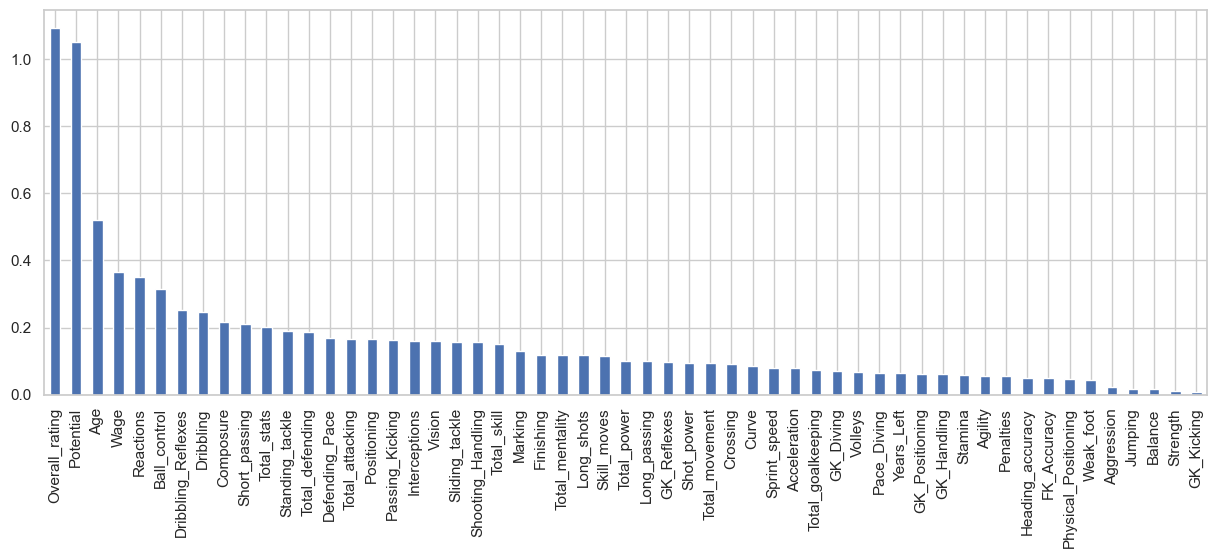 1.0
0.8
0.6
0.4
0.2
0.0
Overall_rating
Potential
Age
Wage
Reactions
Ball_control
Dribbling_Reflexes
Dribbling
Composure
Short_passing
Total_stats
Standing_tackle
Total_defending
Defending_Pace
Total_attacking
Positioning
Passing_Kicking
Interceptions
Vision
Sliding_tackle
Shooting_Handling
Total_skill
Marking
Finishing
Total_mentality
Long_shots
Skill_moves
Total_power
Long_passing
GK_Reflexes
Shot_power
Total_movement
Crossing
Curve
Sprint_speed
Acceleration
Total_goalkeeping
GK_Diving
Volleys
Pace_Diving
Years_Left
GK_Positioning
GK_Handling
Stamina
Agility
Penalties
Heading_accuracy
FK_Accuracy
Physical_Positioning
Weak_foot
Aggression
Jumping
Balance
Strength
GK_Kicking